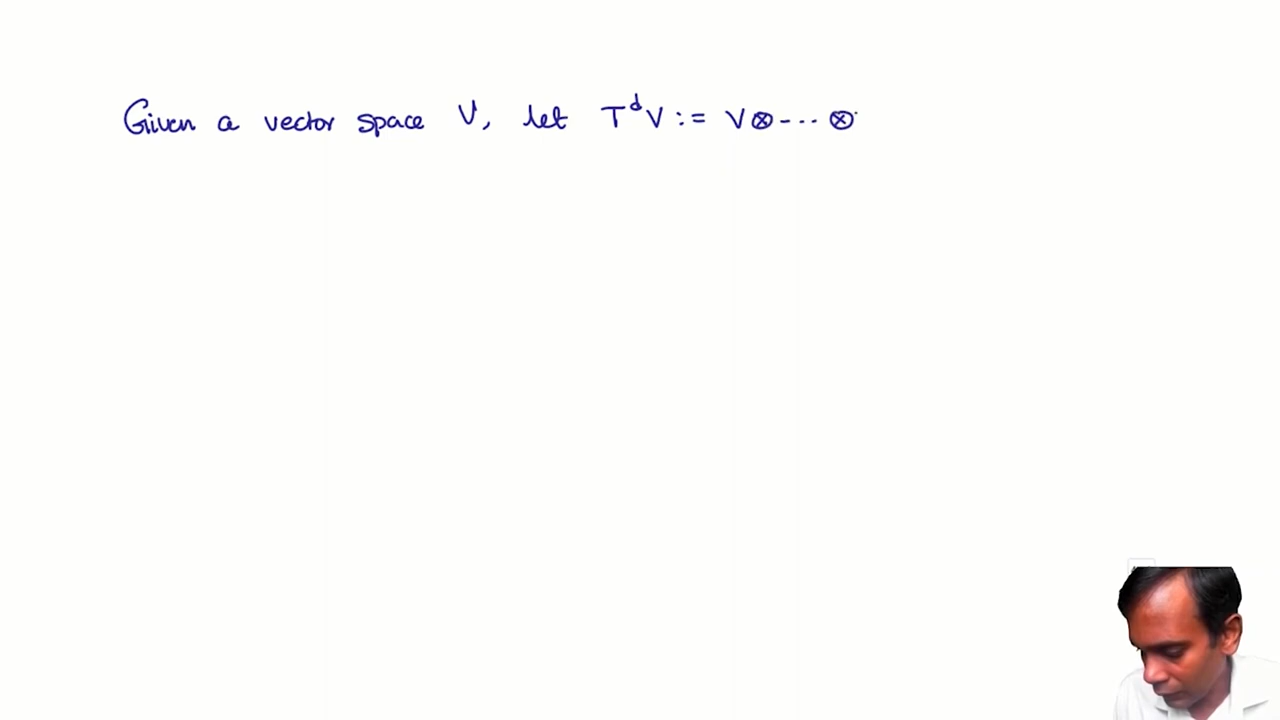 Given a vector space V, let T^d V := V ⊗ --- ⊗